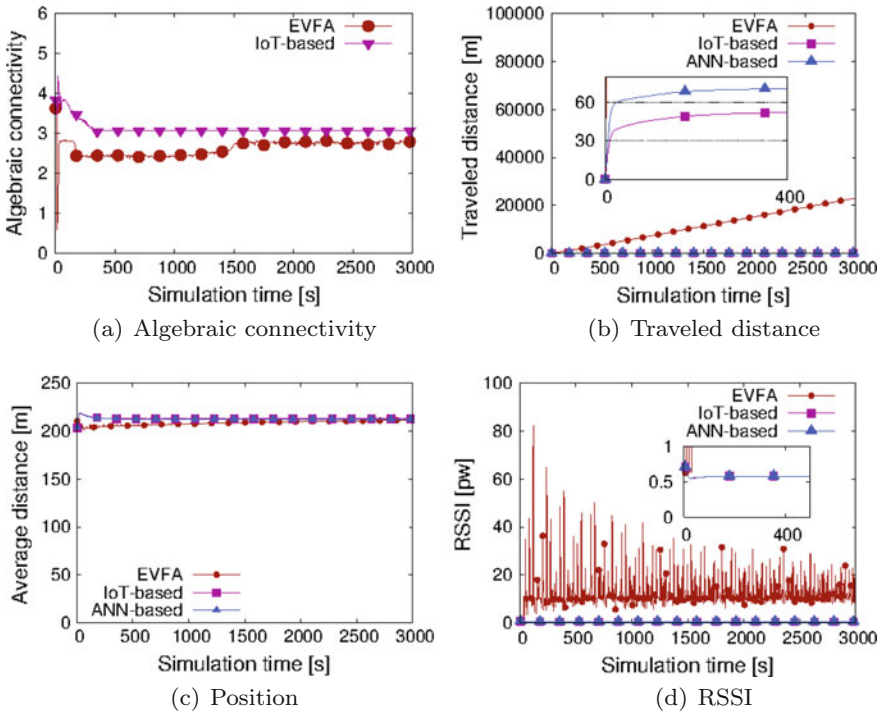 6
5
4
3
2
1
0
Algebraic connectivity
EVFA
IoT-based
0 500 1000 1500 2000 2500 3000
Simulation time [s]
(a) Algebraic connectivity
100000
80000
60000
40000
20000
0
Traveled distance [m]
EVFA
IoT-based
ANN-based
60
30
0
0 400
0 500 1000 1500 2000 2500 3000
Simulation time [s]
(b) Traveled distance
250
200
150
100
50
0
Average distance [m]
EVFA
IoT-based
ANN-based
0 500 1000 1500 2000 2500 3000
Simulation time [s]
(c) Position
100
80
60
40
20
0
RSSI [pw]
EVFA
IoT-based
ANN-based
1
0.5
0
0 400
0 500 1000 1500 2000 2500 3000
Simulation time [s]
(d) RSSI